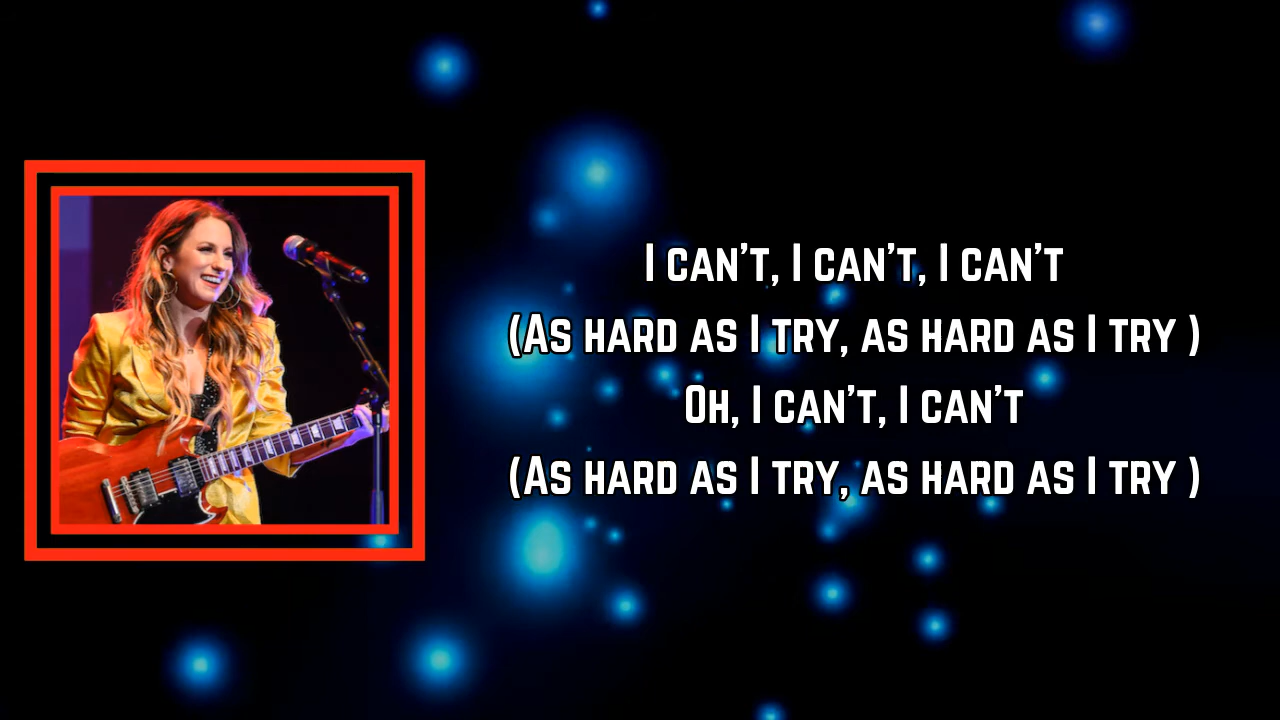 I can't, I can't, I can't
(As hard as I try, as hard as I try )
Oh, I can't, I can't
(As hard as I try, as hard as I try )